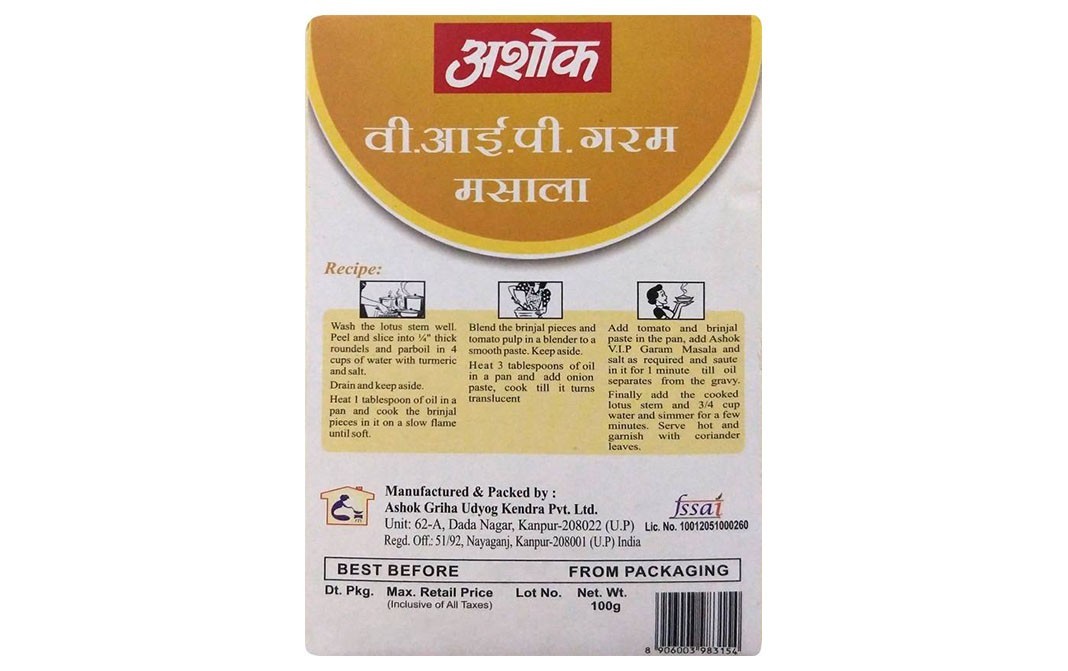 अशोक
वी.आई.पी. गरम
मसाला
Recipe:
Wash the lotus stem well.
Peel and slice into ¼" thick
roundels and parboil in 4
cups of water with turmeric
and salt.
Drain and keep aside.
Heat 1 tablespoon of oil in a
pan and cook the brinjal
pieces in it on a slow flame
until soft.
Blend the brinjal pieces and
tomato pulp in a blender to a
smooth paste. Keep aside.
Heat 3 tablespoons of oil
in a pan and add onion
paste, cook till it turns
translucent
Add tomato and brinjal
paste in the pan, add Ashok
V.I.P Garam Masala and
salt as required and saute
in it for 1 minute till oil
separates from the gravy.
Finally add the cooked
lotus stem and 3/4 cup
water and simmer for a few
minutes. Serve hot and
garnish with coriander
leaves.
Manufactured & Packed by :
Ashok Griha Udyog Kendra Pvt. Ltd.
Unit: 62-A, Dada Nagar, Kanpur-208022 (U.P)
Regd. Off.: 51/92, Nayaganj, Kanpur-208001 (U.P) India
fssai
Lic. No. 10012051000260
BEST BEFORE FROM PACKAGING
Dt. Pkg. Max. Retail Price Lot No. Net. Wt.
(Inclusive of All Taxes) 100g
8 906003 983154